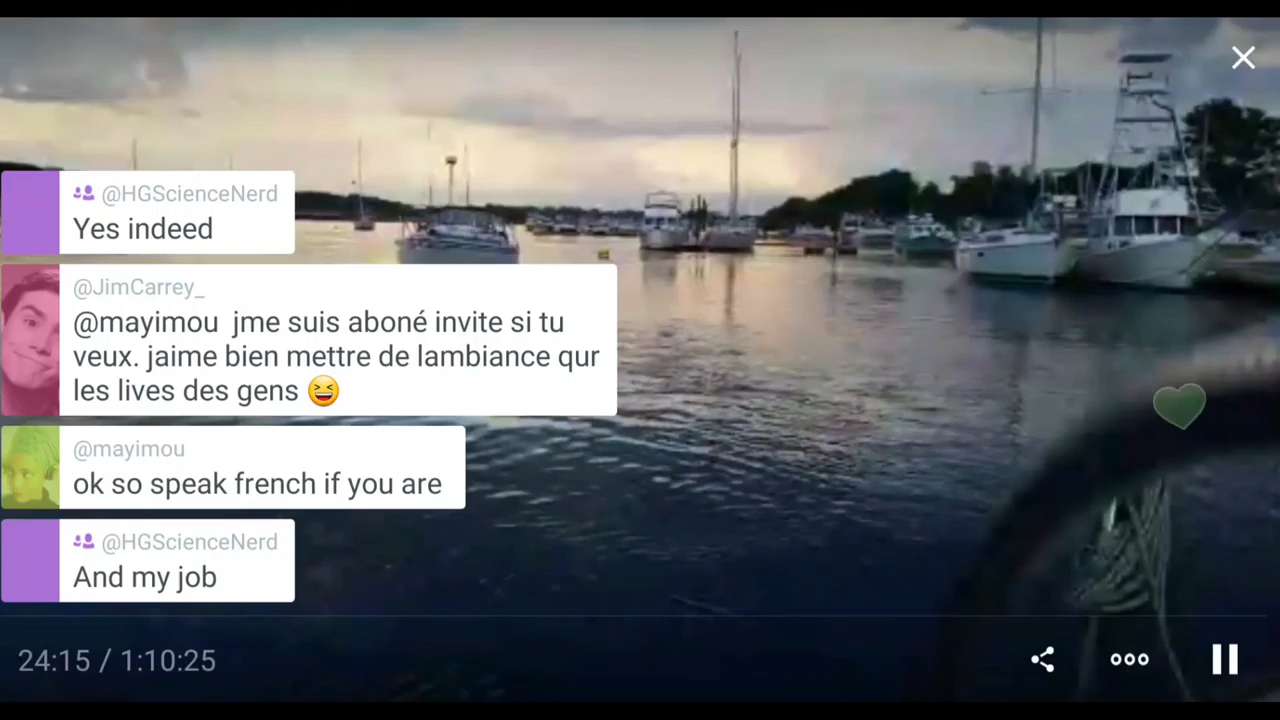 @HGScienceNerd
Yes indeed
@JimCarrey_
@mayimou jme suis aboné invite si tu
veux. jaime bien mettre de lambiance qur
les lives des gens 😆
@mayimou
ok so speak french if you are
@HGScienceNerd
And my job
24:15 / 1:10:25